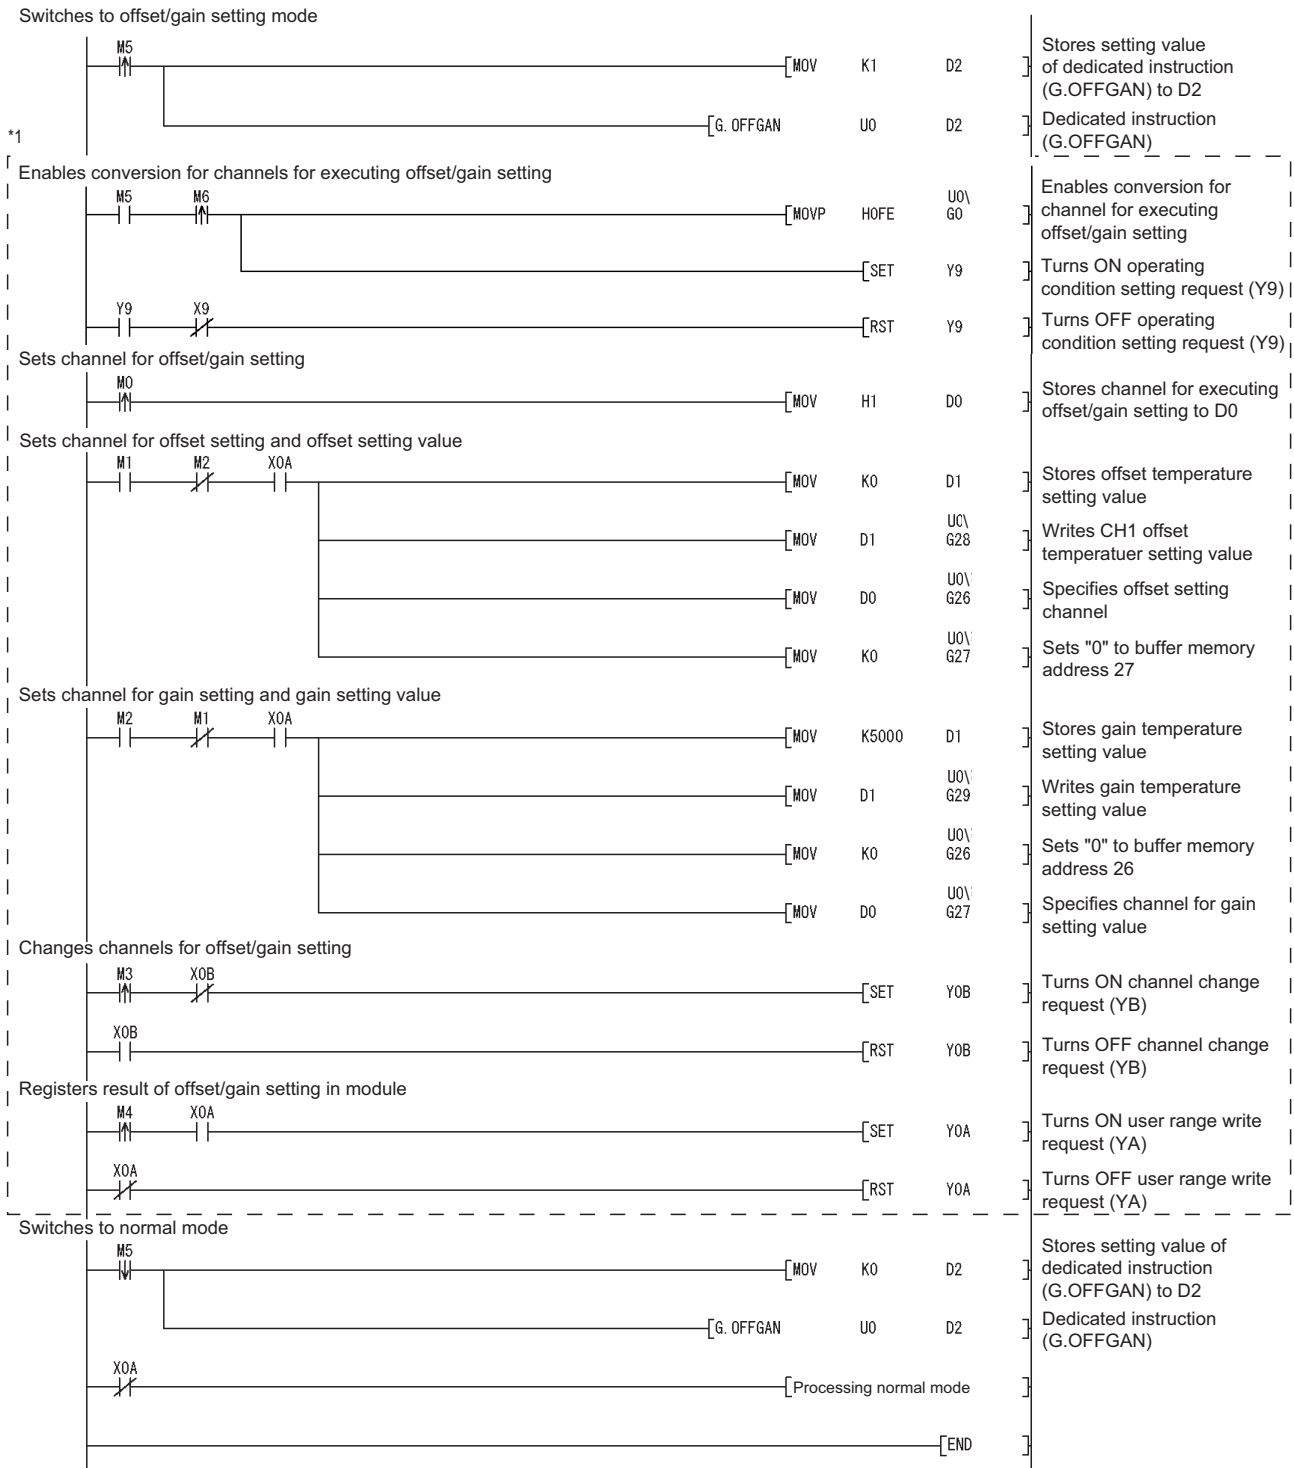 Switches to offset/gain setting mode
M5
MOV K1 D2
Stores setting value
of dedicated instruction
(G.OFFGAN) to D2
G.OFFGAN U0 D2
Dedicated instruction
(G.OFFGAN)
*1
Enables conversion for channels for executing offset/gain setting
M5 M6
MOVP H0FE U0\
G0
Enables conversion for
channel for executing
offset/gain setting
SET Y9
Turns ON operating
condition setting request (Y9)
Y9 X9
RST Y9
Turns OFF operating
condition setting request (Y9)
Sets channel for offset/gain setting
M0
MOV H1 D0
Stores channel for executing
offset/gain setting to D0
Sets channel for offset setting and offset setting value
M1 M2 X0A
MOV K0 D1
Stores offset temperature
setting value
MOV D1 U0\
G28
Writes CH1 offset
temperatuer setting value
MOV D0 U0\
G26
Specifies offset setting
channel
MOV K0 U0\
G27
Sets "0" to buffer memory
address 27
Sets channel for gain setting and gain setting value
M2 M1 X0A
MOV K5000 D1
Stores gain temperature
setting value
MOV D1 U0\
G29
Writes gain temperature
setting value
MOV K0 U0\
G26
Sets "0" to buffer memory
address 26
MOV D0 U0\
G27
Specifies channel for gain
setting value
Changes channels for offset/gain setting
M3 X0B
SET Y0B
Turns ON channel change
request (YB)
X0B
RST Y0B
Turns OFF channel change
request (YB)
Registers result of offset/gain setting in module
M4 X0A
SET Y0A
Turns ON user range write
request (YA)
X0A
RST Y0A
Turns OFF user range write
request (YA)
Switches to normal mode
M5
MOV K0 D2
Stores setting value of
dedicated instruction
(G.OFFGAN) to D2
G.OFFGAN U0 D2
Dedicated instruction
(G.OFFGAN)
X0A
Processing normal mode
END